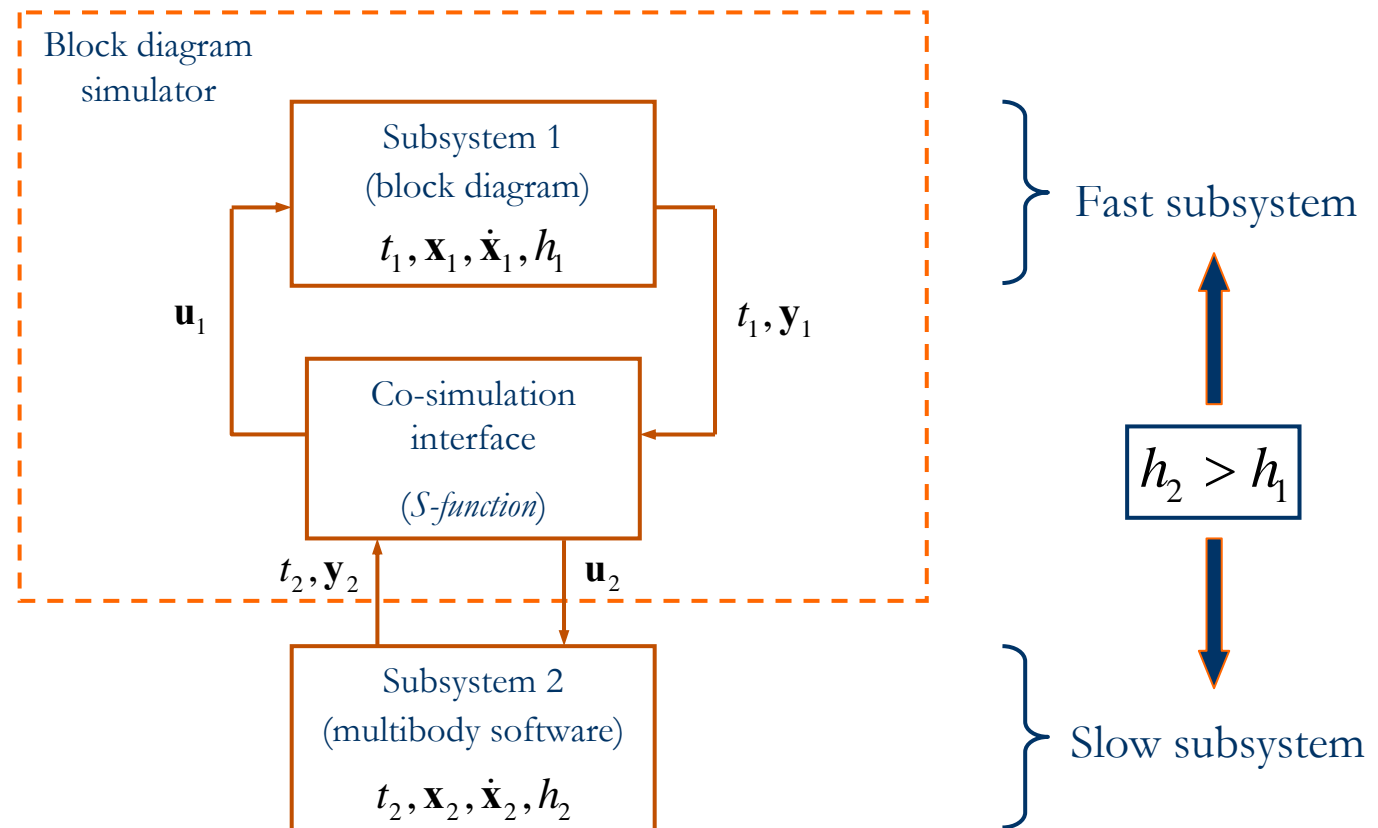 Block diagram
simulator
Subsystem 1
(block diagram)
t₁, 𝐱₁, 𝐱̇₁, h₁
Fast subsystem
𝐮₁
t₁, 𝐲₁
Co-simulation
interface
(S-function)
h₂ > h₁
t₂, 𝐲₂
𝐮₂
Subsystem 2
(multibody software)
t₂, 𝐱₂, 𝐱̇₂, h₂
Slow subsystem